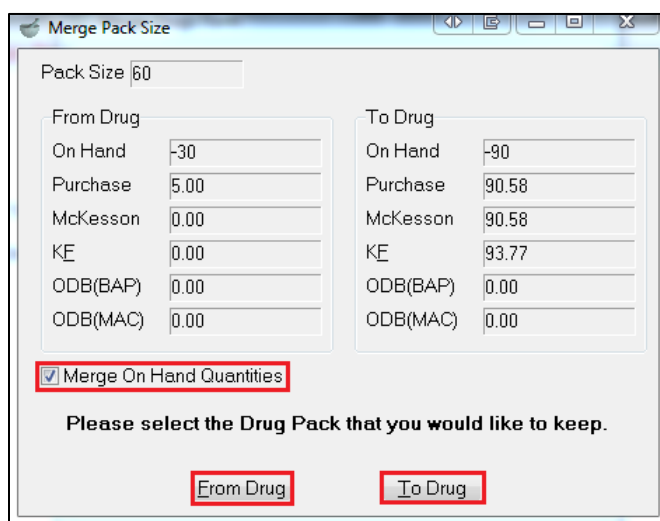 Merge Pack Size
Pack Size 60
From Drug
On Hand -30
Purchase 5.00
McKesson 0.00
KF 0.00
ODB(BAP) 0.00
ODB(MAC) 0.00
To Drug
On Hand -90
Purchase 90.58
McKesson 90.58
KF 93.77
ODB(BAP) 0.00
ODB(MAC) 0.00
Merge On Hand Quantities
Please select the Drug Pack that you would like to keep.
From Drug
To Drug